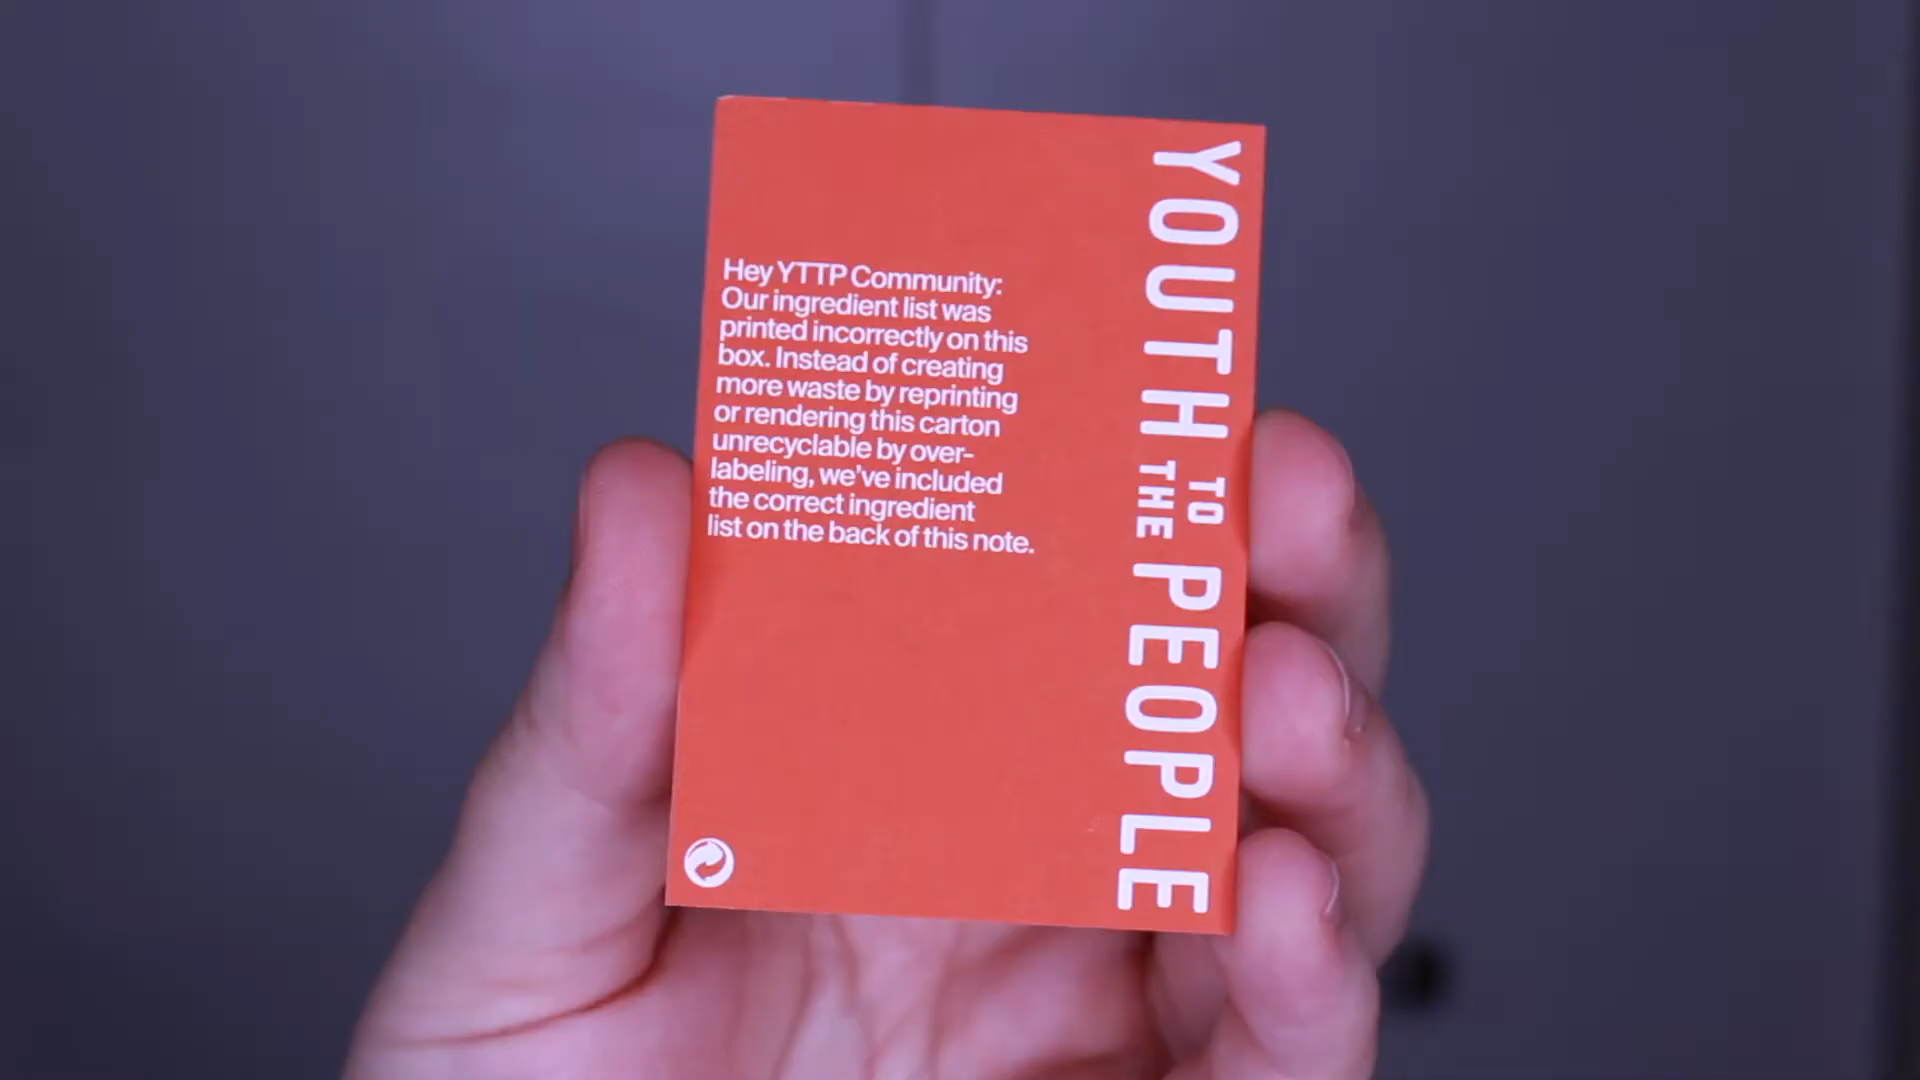 Hey YTTP Community:
Our ingredient list was
printed incorrectly on this
box. Instead of creating
more waste by reprinting
or rendering this carton
unrecyclable by over-
labeling, we've included
the correct ingredient
list on the back of this note.
YOUTH TO THE PEOPLE